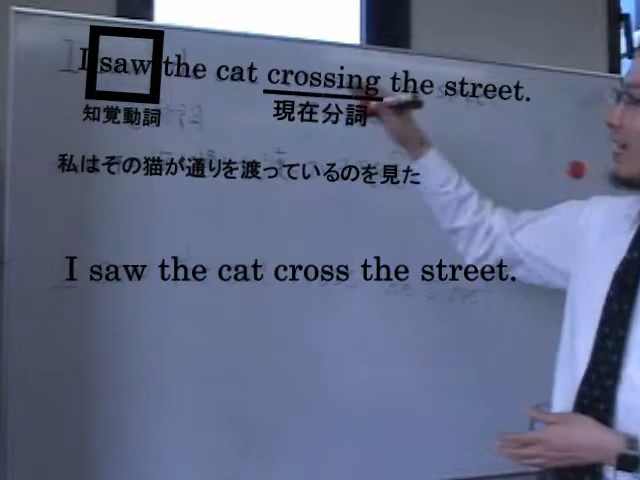 I saw the cat crossing the street.
知覚動詞 現在分詞
私はその猫が通りを渡っているのを見た
I saw the cat cross the street.